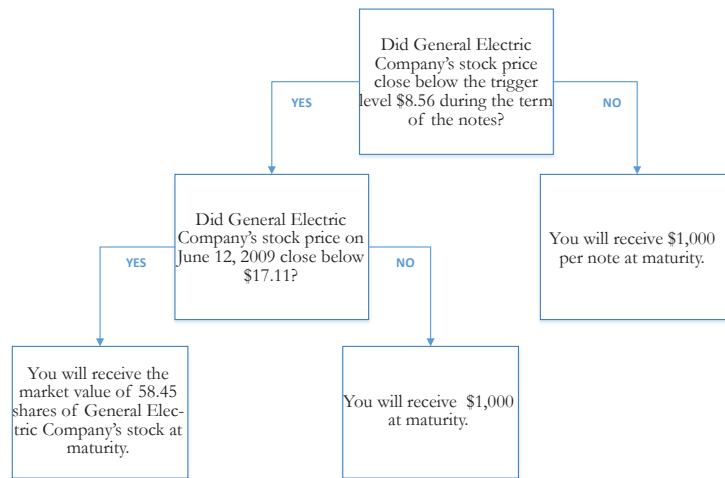 Did General Electric
Company's stock price
close below the trigger
level $8.56 during the term
of the notes?
YES
NO
Did General Electric
Company's stock price on
June 12, 2009 close below
$17.11?
You will receive $1,000
per note at maturity.
YES
NO
You will receive the
market value of 58.45
shares of General Elec-
tric Company's stock at
maturity.
You will receive $1,000
at maturity.